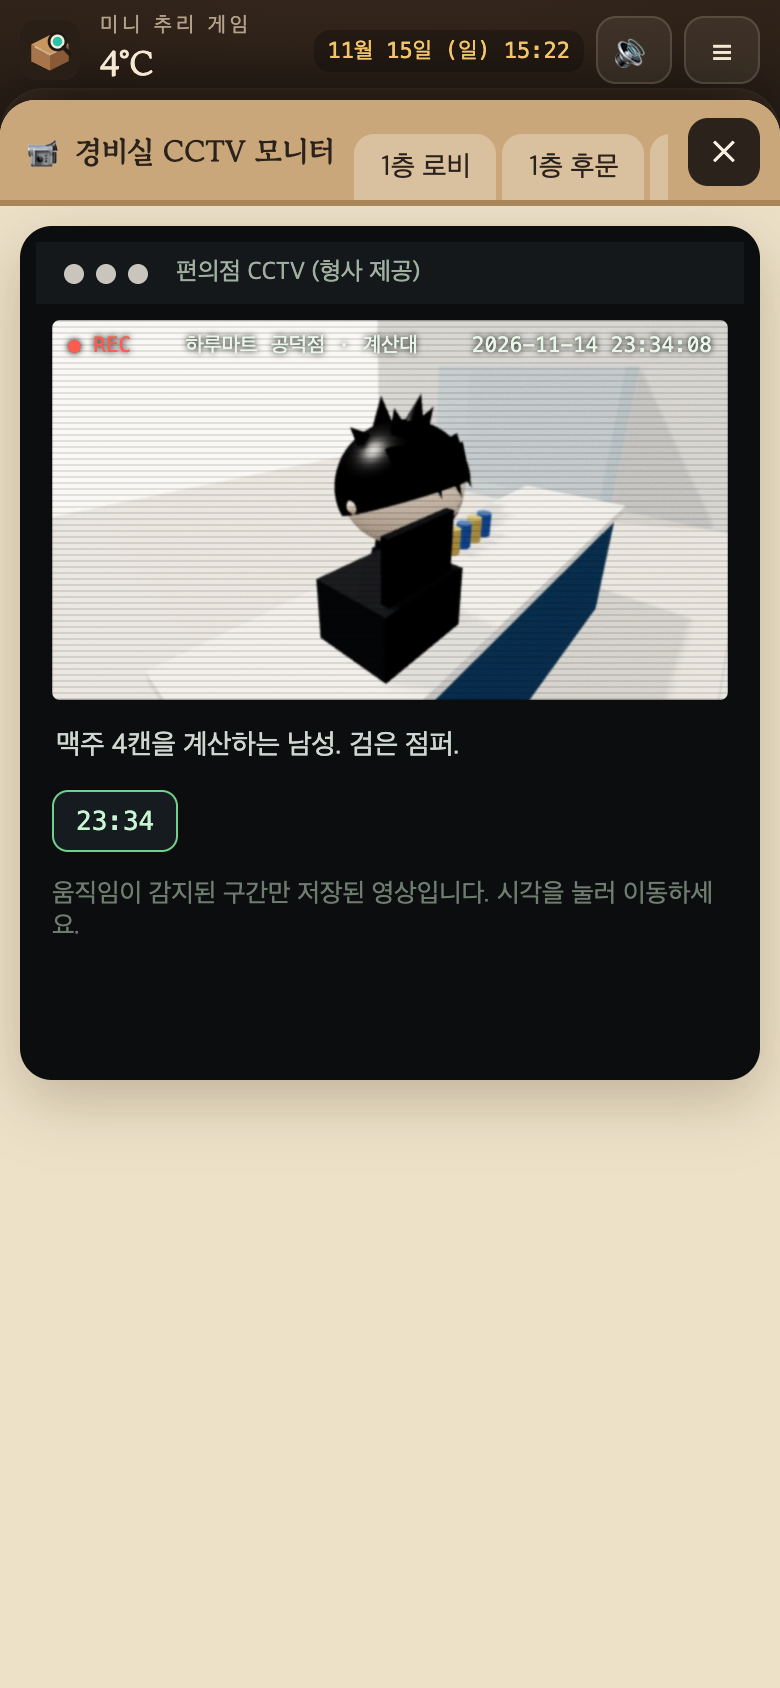 미니 추리 게임
4°C
11월 15일 (일) 15:22
경비실 CCTV 모니터
1층 로비
1층 후문
편의점 CCTV (형사 제공)
REC
하루마트 공덕점 · 계산대
2026-11-14 23:34:08
맥주 4캔을 계산하는 남성. 검은 점퍼.
23:34
움직임이 감지된 구간만 저장된 영상입니다. 시각을 눌러 이동하세
요.